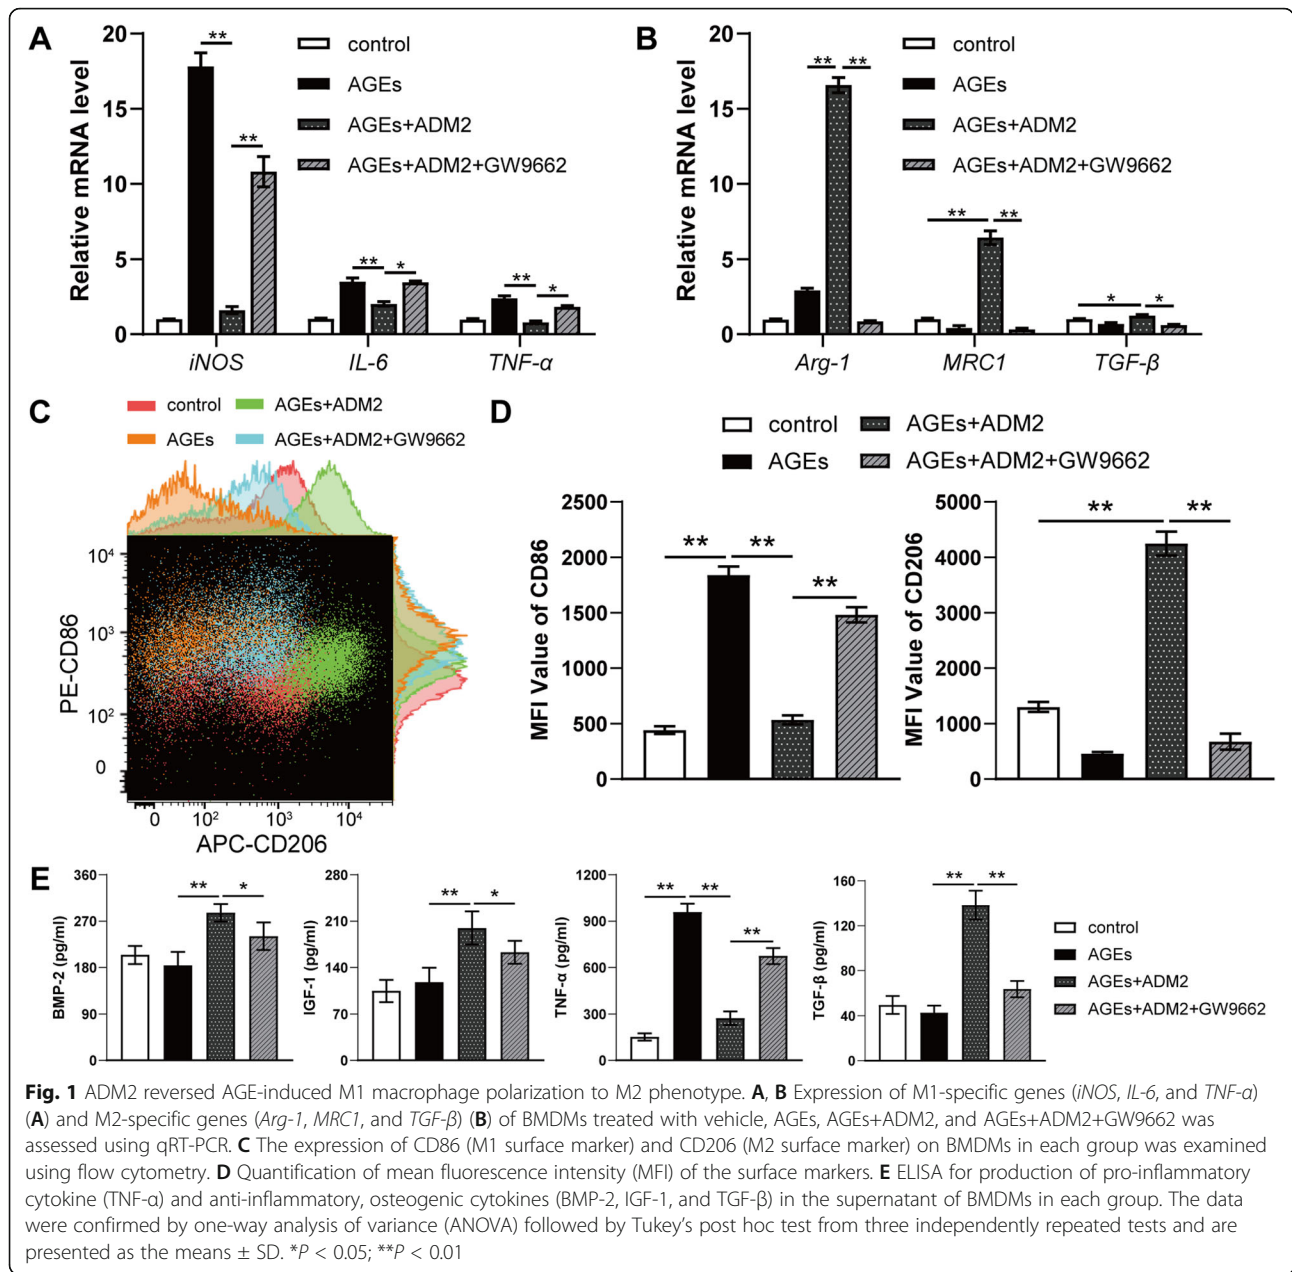 A
Relative mRNA level
20
15
10
5
0
**
**
**
*
**
*
control
AGEs
AGEs+ADM2
AGEs+ADM2+GW9662
iNOS IL-6 TNF-α
B
Relative mRNA level
20
15
10
5
0
** **
** **
* *
control
AGEs
AGEs+ADM2
AGEs+ADM2+GW9662
Arg-1 MRC1 TGF-β
C
control AGEs+ADM2
AGEs AGEs+ADM2+GW9662
PE-CD86
10⁴
10³
10²
0
0 10² 10³ 10⁴
APC-CD206
D
control AGEs+ADM2
AGEs AGEs+ADM2+GW9662
MFI Value of CD86
2500
2000
1500
1000
500
0
** **
**
MFI Value of CD206
5000
4000
3000
2000
1000
0
** **
E
BMP-2 (pg/ml)
360
270
180
90
0
** *
IGF-1 (pg/ml)
280
210
140
70
0
** *
TNF-α (pg/ml)
1200
900
600
300
0
** **
**
TGF-β (pg/ml)
160
120
80
40
0
** **
control
AGEs
AGEs+ADM2
AGEs+ADM2+GW9662
Fig. 1 ADM2 reversed AGE-induced M1 macrophage polarization to M2 phenotype. A, B Expression of M1-specific genes (iNOS, IL-6, and TNF-α)
(A) and M2-specific genes (Arg-1, MRC1, and TGF-β) (B) of BMDMs treated with vehicle, AGEs, AGEs+ADM2, and AGEs+ADM2+GW9662 was
assessed using qRT-PCR. C The expression of CD86 (M1 surface marker) and CD206 (M2 surface marker) on BMDMs in each group was examined
using flow cytometry. D Quantification of mean fluorescence intensity (MFI) of the surface markers. E ELISA for production of pro-inflammatory
cytokine (TNF-α) and anti-inflammatory, osteogenic cytokines (BMP-2, IGF-1, and TGF-β) in the supernatant of BMDMs in each group. The data
were confirmed by one-way analysis of variance (ANOVA) followed by Tukey's post hoc test from three independently repeated tests and are
presented as the means ± SD. *P < 0.05; **P < 0.01